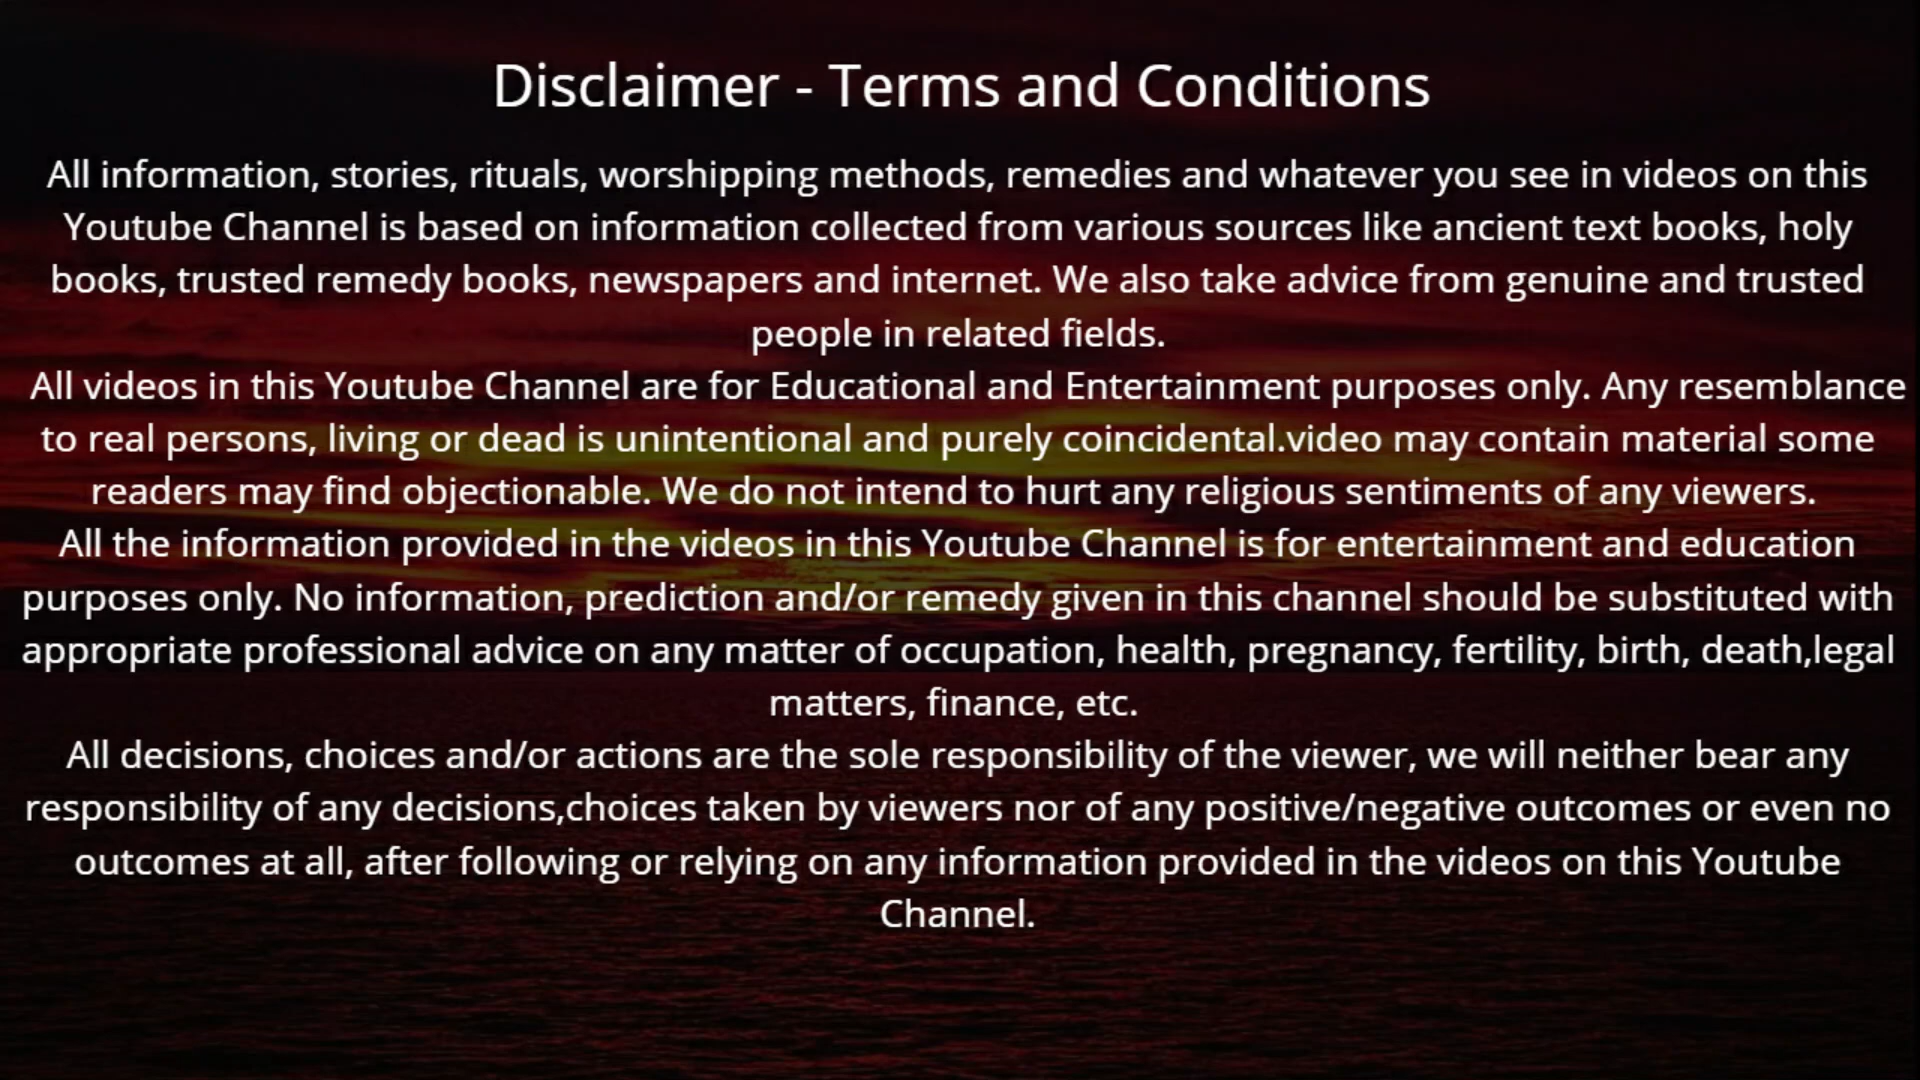 Disclaimer - Terms and Conditions
All information, stories, rituals, worshipping methods, remedies and whatever you see in videos on this
Youtube Channel is based on information collected from various sources like ancient text books, holy
books, trusted remedy books, newspapers and internet. We also take advice from genuine and trusted
people in related fields.
All videos in this Youtube Channel are for Educational and Entertainment purposes only. Any resemblance
to real persons, living or dead is unintentional and purely coincidental.video may contain material some
readers may find objectionable. We do not intend to hurt any religious sentiments of any viewers.
All the information provided in the videos in this Youtube Channel is for entertainment and education
purposes only. No information, prediction and/or remedy given in this channel should be substituted with
appropriate professional advice on any matter of occupation, health, pregnancy, fertility, birth, death,legal
matters, finance, etc.
All decisions, choices and/or actions are the sole responsibility of the viewer, we will neither bear any
responsibility of any decisions,choices taken by viewers nor of any positive/negative outcomes or even no
outcomes at all, after following or relying on any information provided in the videos on this Youtube
Channel.